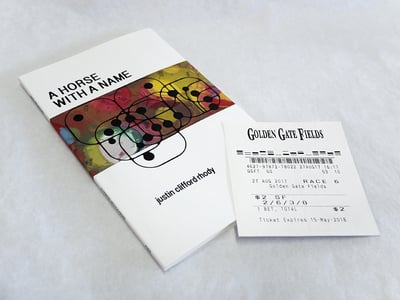 A HORSE
WITH A NAME
justin clifford rhody
GOLDEN GATE FIELDS
27 AUG 2017 RACE 6
Golden Gate Fields
$2 SF
2/6/3/8
1 BET, TOTAL $2
Ticket Expires 15-May-2018